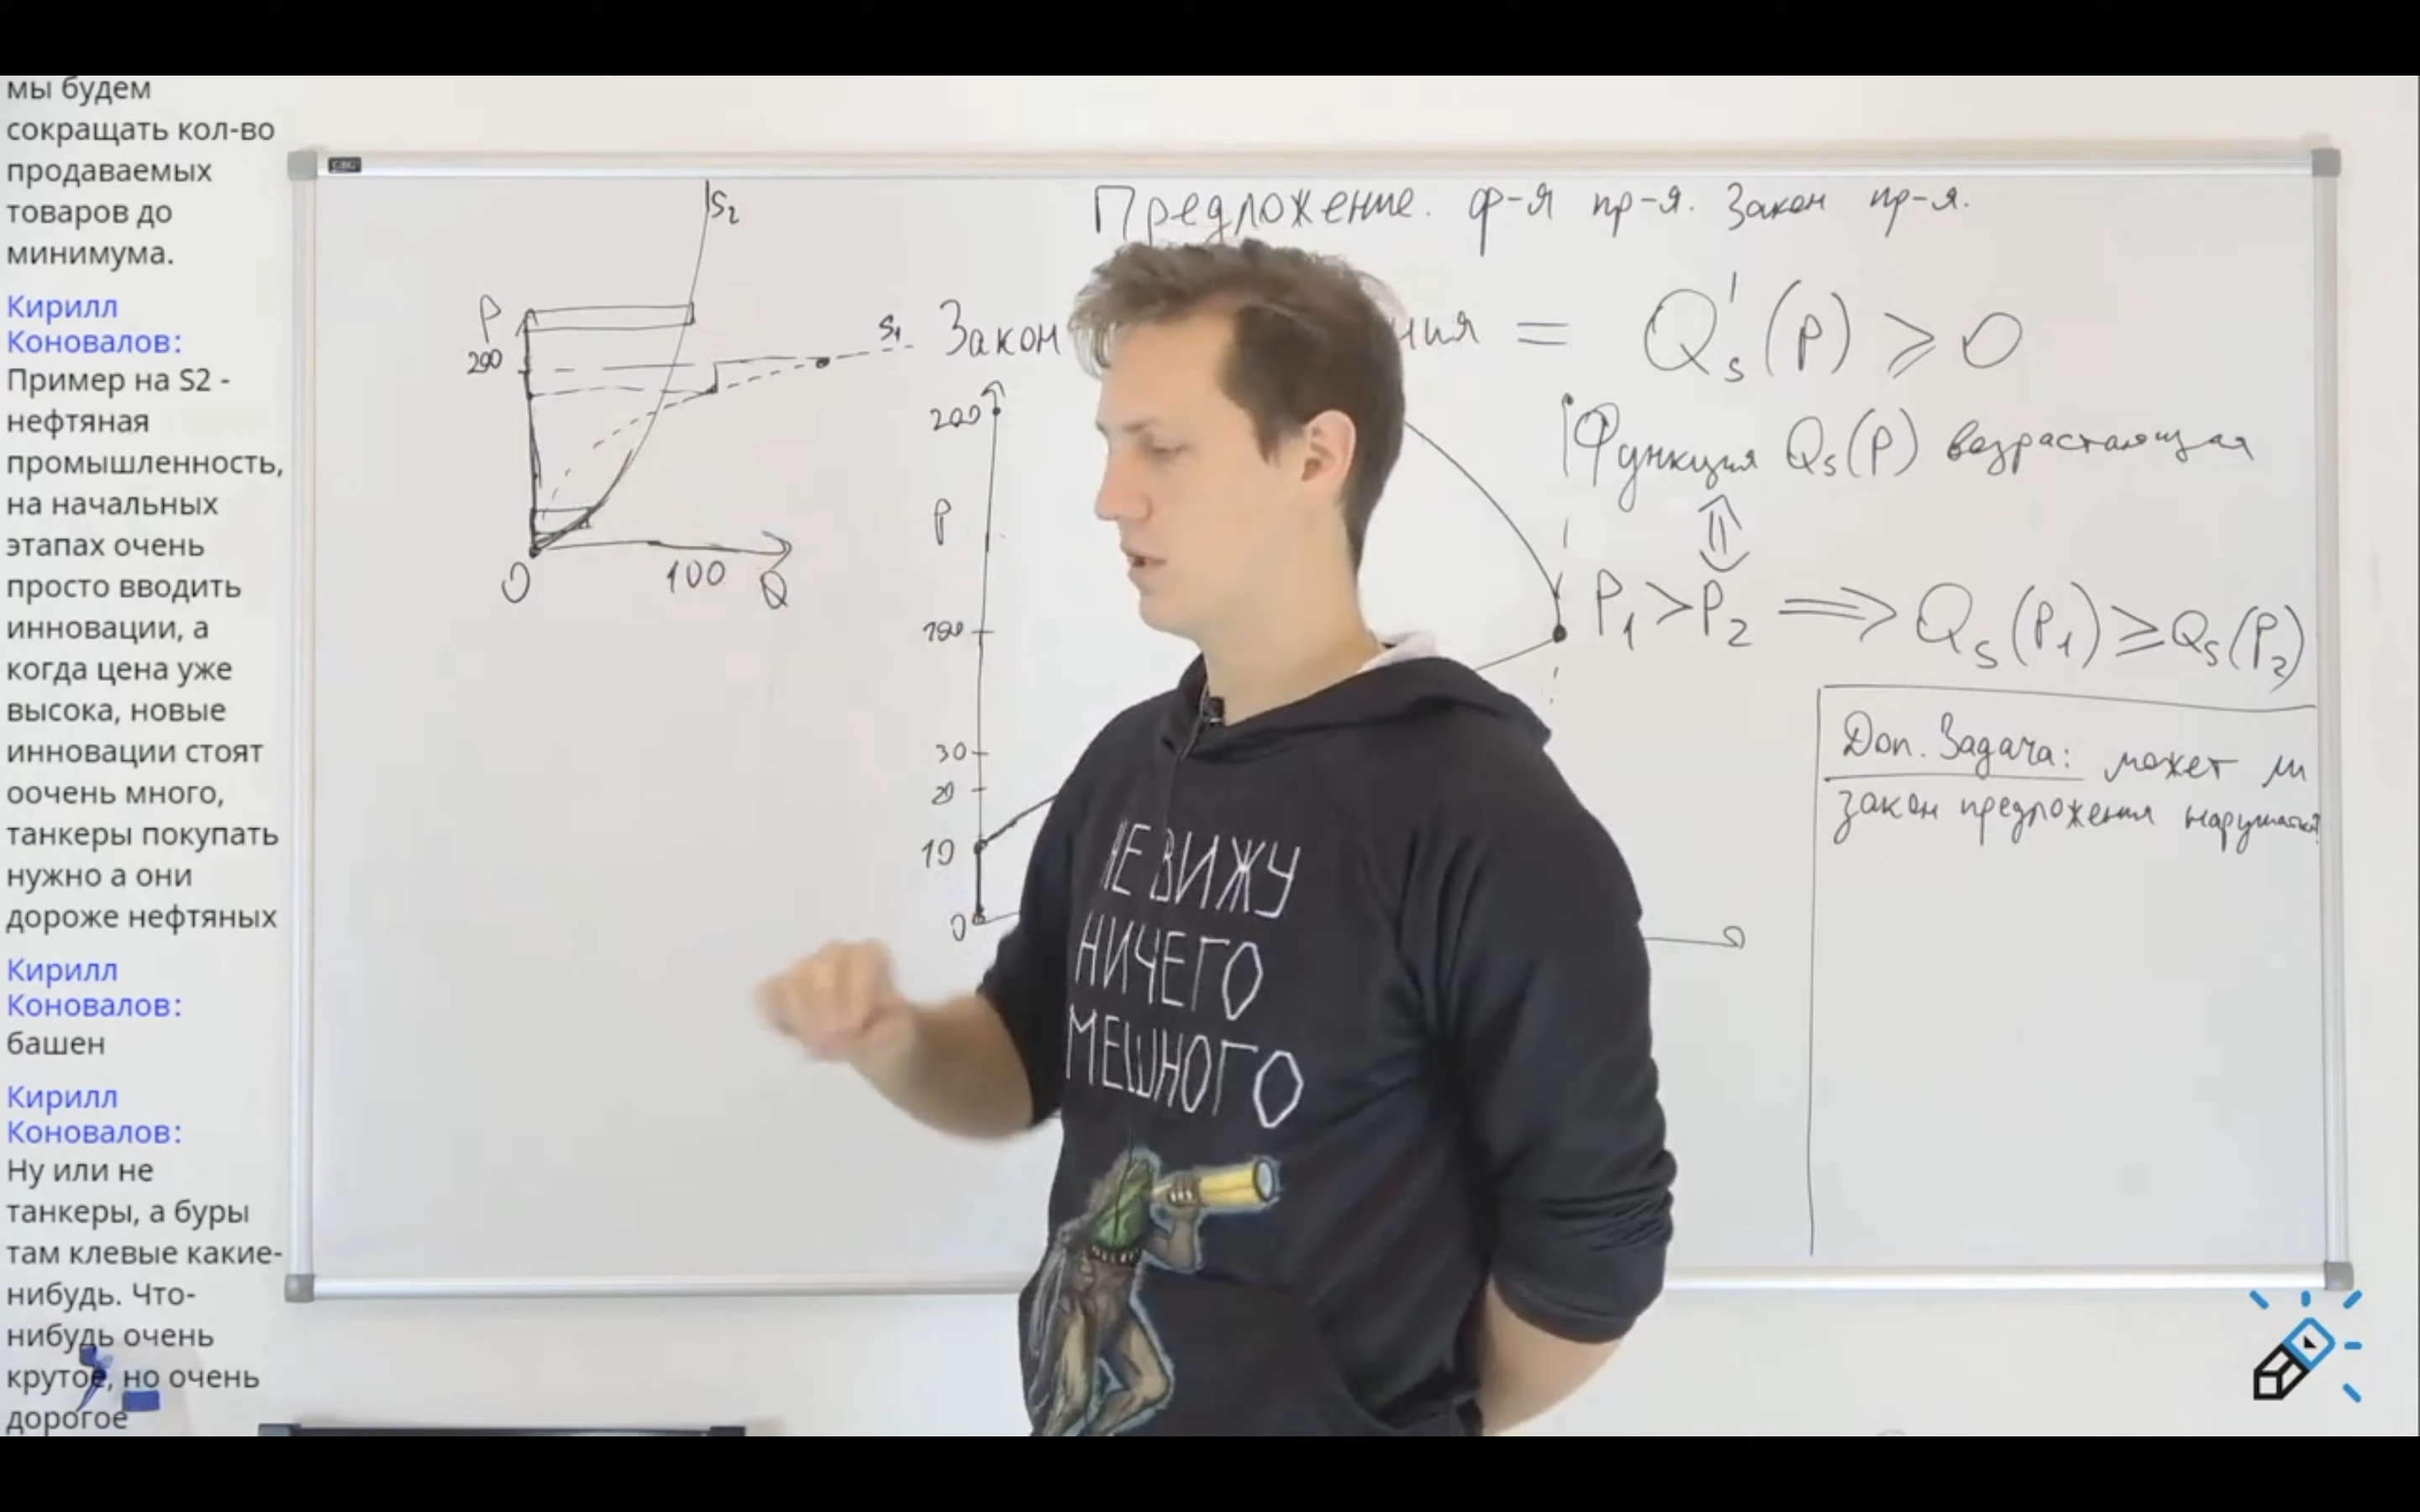 мы будем
сокращать кол-во
продаваемых
товаров до
минимума.
Кирилл
Коновалов:
Пример на S2 -
нефтяная
промышленность,
на начальных
этапах очень
просто вводить
инновации, а
когда цена уже
высока, новые
инновации стоят
оочень много,
танкеры покупать
нужно а они
дороже нефтяных
Кирилл
Коновалов:
башен
Кирилл
Коновалов:
Ну или не
танкеры, а буры
там клевые какие-
нибудь. Что-
нибудь очень
крутое, но очень
дорогое
S2
P
200
S1
0
100
Q
Предложение. ф-я пр-я. Закон пр-я.
Закон ния = Q's(P) ≥ 0
200
P
100
30
20
10
0
Функция Qs(P) возрастающая
⇕
P1 > P2 ⟹ Qs(P1) ≥ Qs(P2)
Доп. Задача: может ли
закон предложения нарушаться?
НЕ ВИЖУ
НИЧЕГО
МЕШНОГО